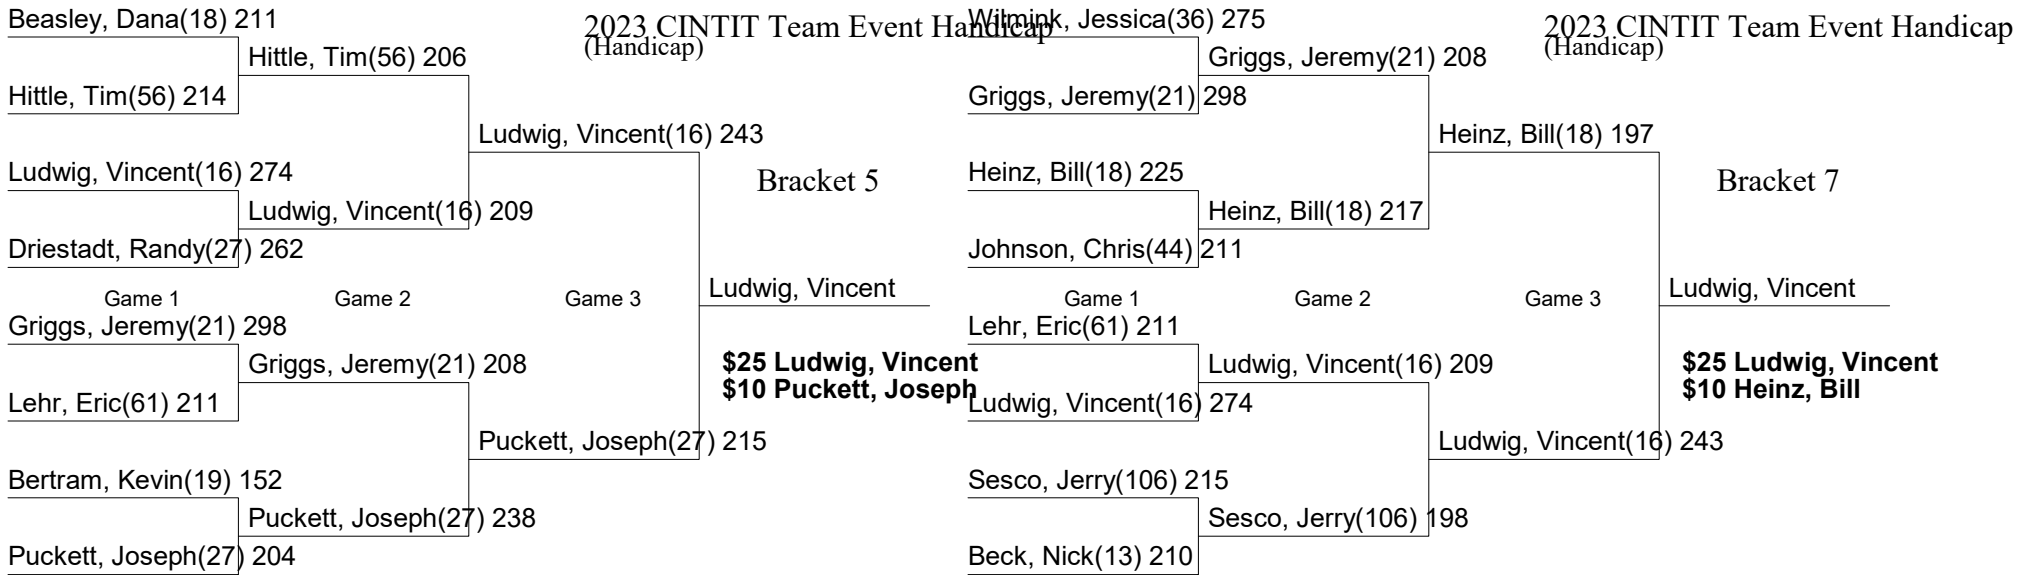 Beasley, Dana(18) 211
2023 CINTIT Team Event Handicap
(Handicap)
Hittle, Tim(56) 206
Hittle, Tim(56) 214
Ludwig, Vincent(16) 243
Ludwig, Vincent(16) 274
Bracket 5
Ludwig, Vincent(16) 209
Driestadt, Randy(27) 262
Ludwig, Vincent
Game 1 Game 2 Game 3
Griggs, Jeremy(21) 298
Griggs, Jeremy(21) 208
$25 Ludwig, Vincent
$10 Puckett, Joseph
Lehr, Eric(61) 211
Puckett, Joseph(27) 215
Bertram, Kevin(19) 152
Puckett, Joseph(27) 238
Puckett, Joseph(27) 204
Wilmink, Jessica(36) 275
2023 CINTIT Team Event Handicap
(Handicap)
Griggs, Jeremy(21) 208
Griggs, Jeremy(21) 298
Heinz, Bill(18) 197
Heinz, Bill(18) 225
Bracket 7
Heinz, Bill(18) 217
Johnson, Chris(44) 211
Ludwig, Vincent
Game 1 Game 2 Game 3
Lehr, Eric(61) 211
Ludwig, Vincent(16) 209
$25 Ludwig, Vincent
$10 Heinz, Bill
Ludwig, Vincent(16) 274
Ludwig, Vincent(16) 243
Sesco, Jerry(106) 215
Sesco, Jerry(106) 198
Beck, Nick(13) 210